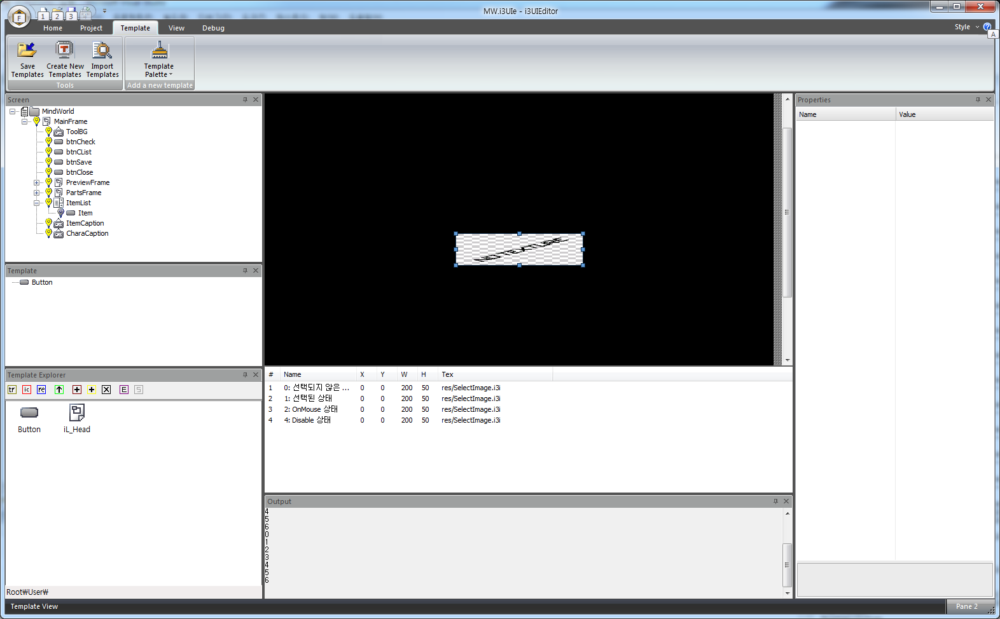 MW.i3UIe - i3UIEditor
F
1 2 3 4
Home Project Template View Debug
Style
A
Save Templates
Create New Templates
Import Templates
Template Palette
Tools
Add a new template
Screen
MindWorld
MainFrame
ToolBG
btnCheck
btnCList
btnSave
btnClose
PreviewFrame
PartsFrame
ItemList
Item
ItemCaption
CharaCaption
Template
Button
Template Explorer
tr ic re E S
Button iL_Head
Root₩User₩
# Name X Y W H Tex
1 0: 선택되지 않은 ... 0 0 200 50 res/SelectImage.i3i
2 1: 선택된 상태 0 0 200 50 res/SelectImage.i3i
3 2: OnMouse 상태 0 0 200 50 res/SelectImage.i3i
4 4: Disable 상태 0 0 200 50 res/SelectImage.i3i
Output
4
5
6
0
1
2
3
4
5
6
Properties
Name Value
Template View
Pane 2